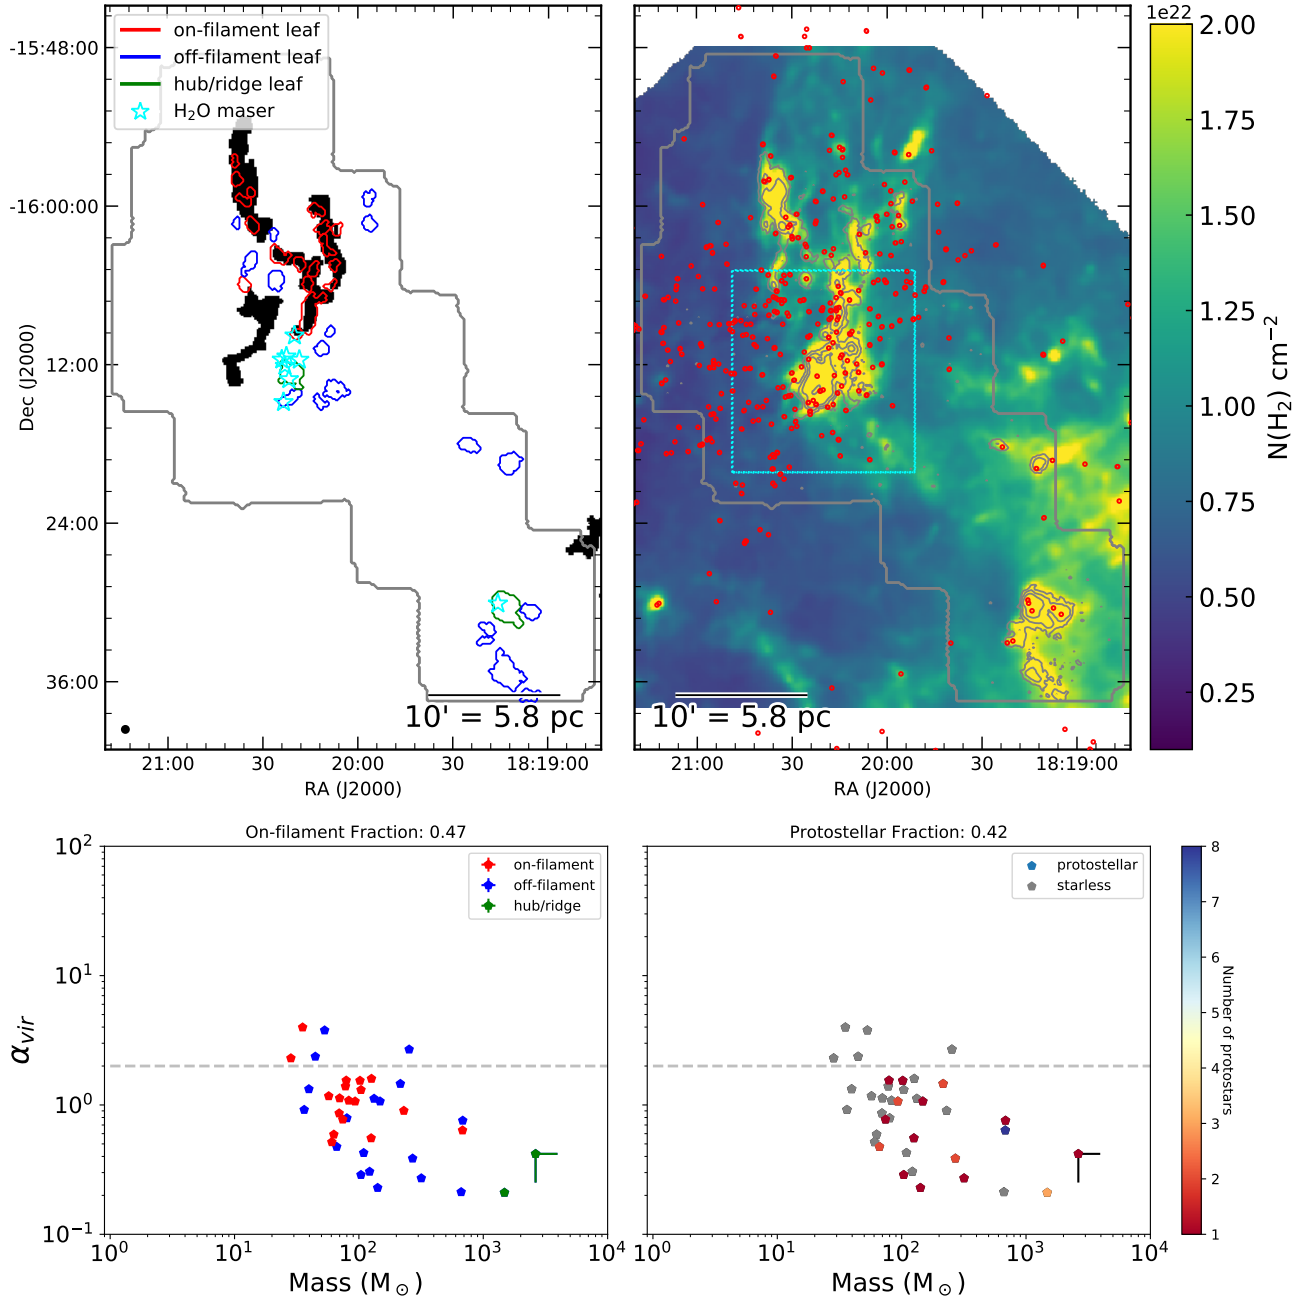 on-filament leaf
off-filament leaf
hub/ridge leaf
H₂O maser
-15:48:00
-16:00:00
12:00
24:00
36:00
Dec (J2000)
10' = 5.8 pc
21:00
30
20:00
30
18:19:00
RA (J2000)
10' = 5.8 pc
21:00
30
20:00
30
18:19:00
RA (J2000)
1e22
2.00
1.75
1.50
1.25
1.00
0.75
0.50
0.25
N(H₂) cm⁻²
On-filament Fraction: 0.47
on-filament
off-filament
hub/ridge
10²
10¹
10⁰
10⁻¹
α_vir
10⁰
10¹
10²
10³
10⁴
Mass (M⊙)
Protostellar Fraction: 0.42
protostellar
starless
10⁰
10¹
10²
10³
10⁴
Mass (M⊙)
8
7
6
5
4
3
2
1
Number of protostars